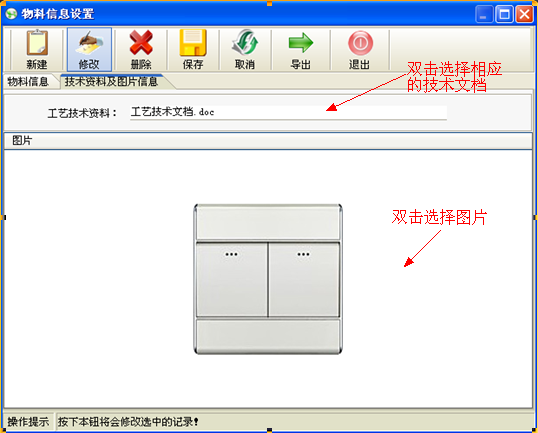 物料信息设置
新建 修改 删除 保存 取消 导出 退出
物料信息 技术资料及图片信息
双击选择相应
的技术文档
工艺技术资料： 工艺技术文档.doc
图片
双击选择图片
操作提示 按下本钮将会修改选中的记录!